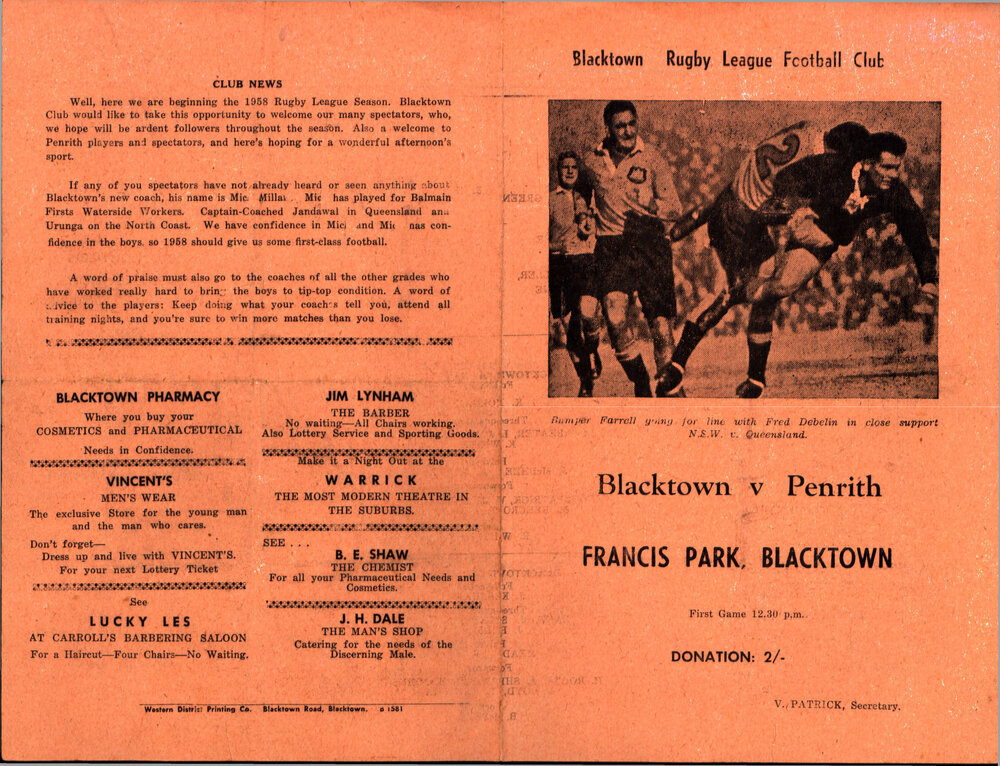 CLUB NEWS
Well, here we are beginning the 1958 Rugby League Season. Blacktown
Club would like to take this opportunity to welcome our many spectators, who,
we hope will be ardent followers throughout the season. Also a welcome to
Penrith players and spectators, and here's hoping for a wonderful afternoon's
sport.
If any of you spectators have not already heard or seen anything about
Blacktown's new coach, his name is Mic Millar. Mic has played for Balmain
Firsts Waterside Workers. Captain-Coached Jandawal in Queensland and
Urunga on the North Coast. We have confidence in Mic and Mic has con-
fidence in the boys. so 1958 should give us some first-class football.
A word of praise must also go to the coaches of all the other grades who
have worked really hard to bring the boys to tip-top condition. A word of
advice to the players: Keep doing what your coaches tell you, attend all
training nights, and you're sure to win more matches than you lose.
BLACKTOWN PHARMACY
Where you buy your
COSMETICS and PHARMACEUTICAL
Needs in Confidence.
VINCENT'S
MEN'S WEAR
The exclusive Store for the young man
and the man who cares.
Don't forget—
Dress up and live with VINCENT'S.
For your next Lottery Ticket
See
LUCKY LES
AT CARROLL'S BARBERING SALOON
For a Haircut—Four Chairs—No Waiting.
JIM LYNHAM
THE BARBER
No waiting—All Chairs working.
Also Lottery Service and Sporting Goods.
Make it a Night Out at the
WARRICK
THE MOST MODERN THEATRE IN
THE SUBURBS.
SEE . . .
B. E. SHAW
THE CHEMIST
For all your Pharmaceutical Needs and
Cosmetics.
J. H. DALE
THE MAN'S SHOP
Catering for the needs of the
Discerning Male.
Western District Printing Co. Blacktown Road, Blacktown. 1581
Blacktown Rugby League Football Club
Bumper Farrell going for line with Fred Debelin in close support
N.S.W. v. Queensland.
Blacktown v Penrith
FRANCIS PARK, BLACKTOWN
First Game 12.30 p.m.
DONATION: 2/-
V. PATRICK, Secretary.